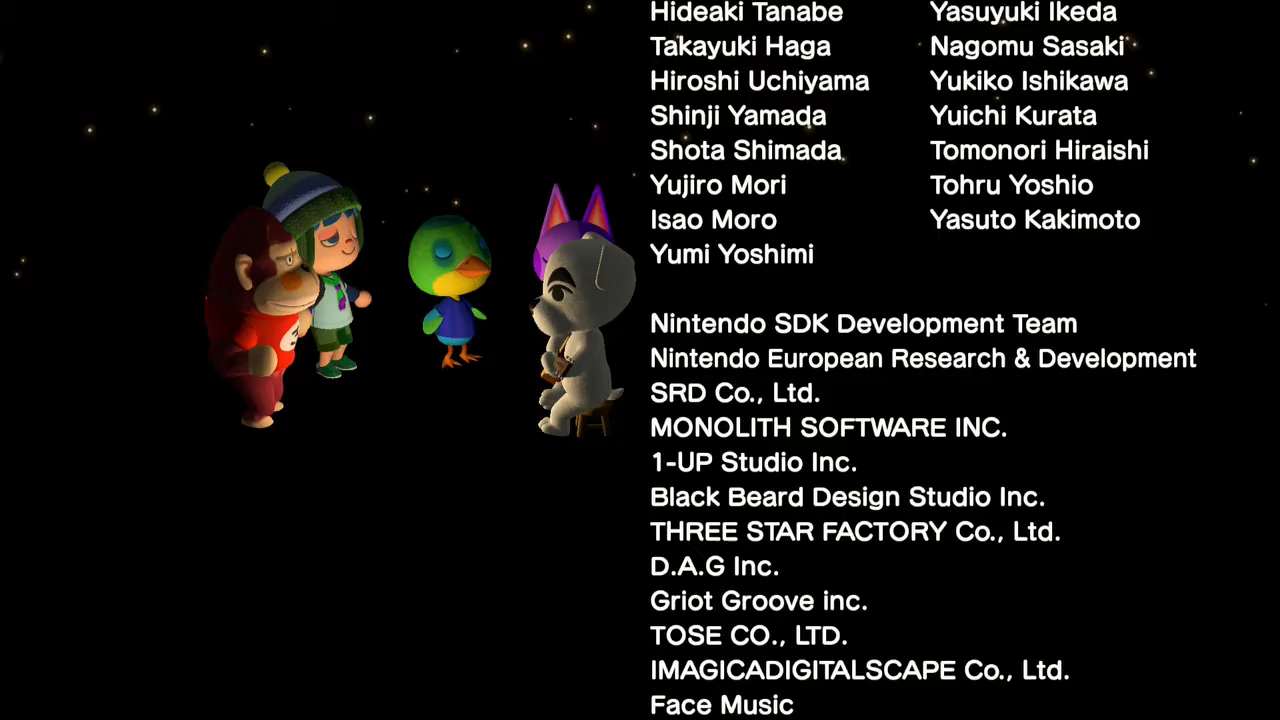 Hideaki Tanabe Yasuyuki Ikeda
Takayuki Haga Nagomu Sasaki
Hiroshi Uchiyama Yukiko Ishikawa
Shinji Yamada Yuichi Kurata
Shota Shimada Tomonori Hiraishi
Yujiro Mori Tohru Yoshio
Isao Moro Yasuto Kakimoto
Yumi Yoshimi
Nintendo SDK Development Team
Nintendo European Research & Development
SRD Co., Ltd.
MONOLITH SOFTWARE INC.
1-UP Studio Inc.
Black Beard Design Studio Inc.
THREE STAR FACTORY Co., Ltd.
D.A.G Inc.
Griot Groove inc.
TOSE CO., LTD.
IMAGICADIGITALSCAPE Co., Ltd.
Face Music